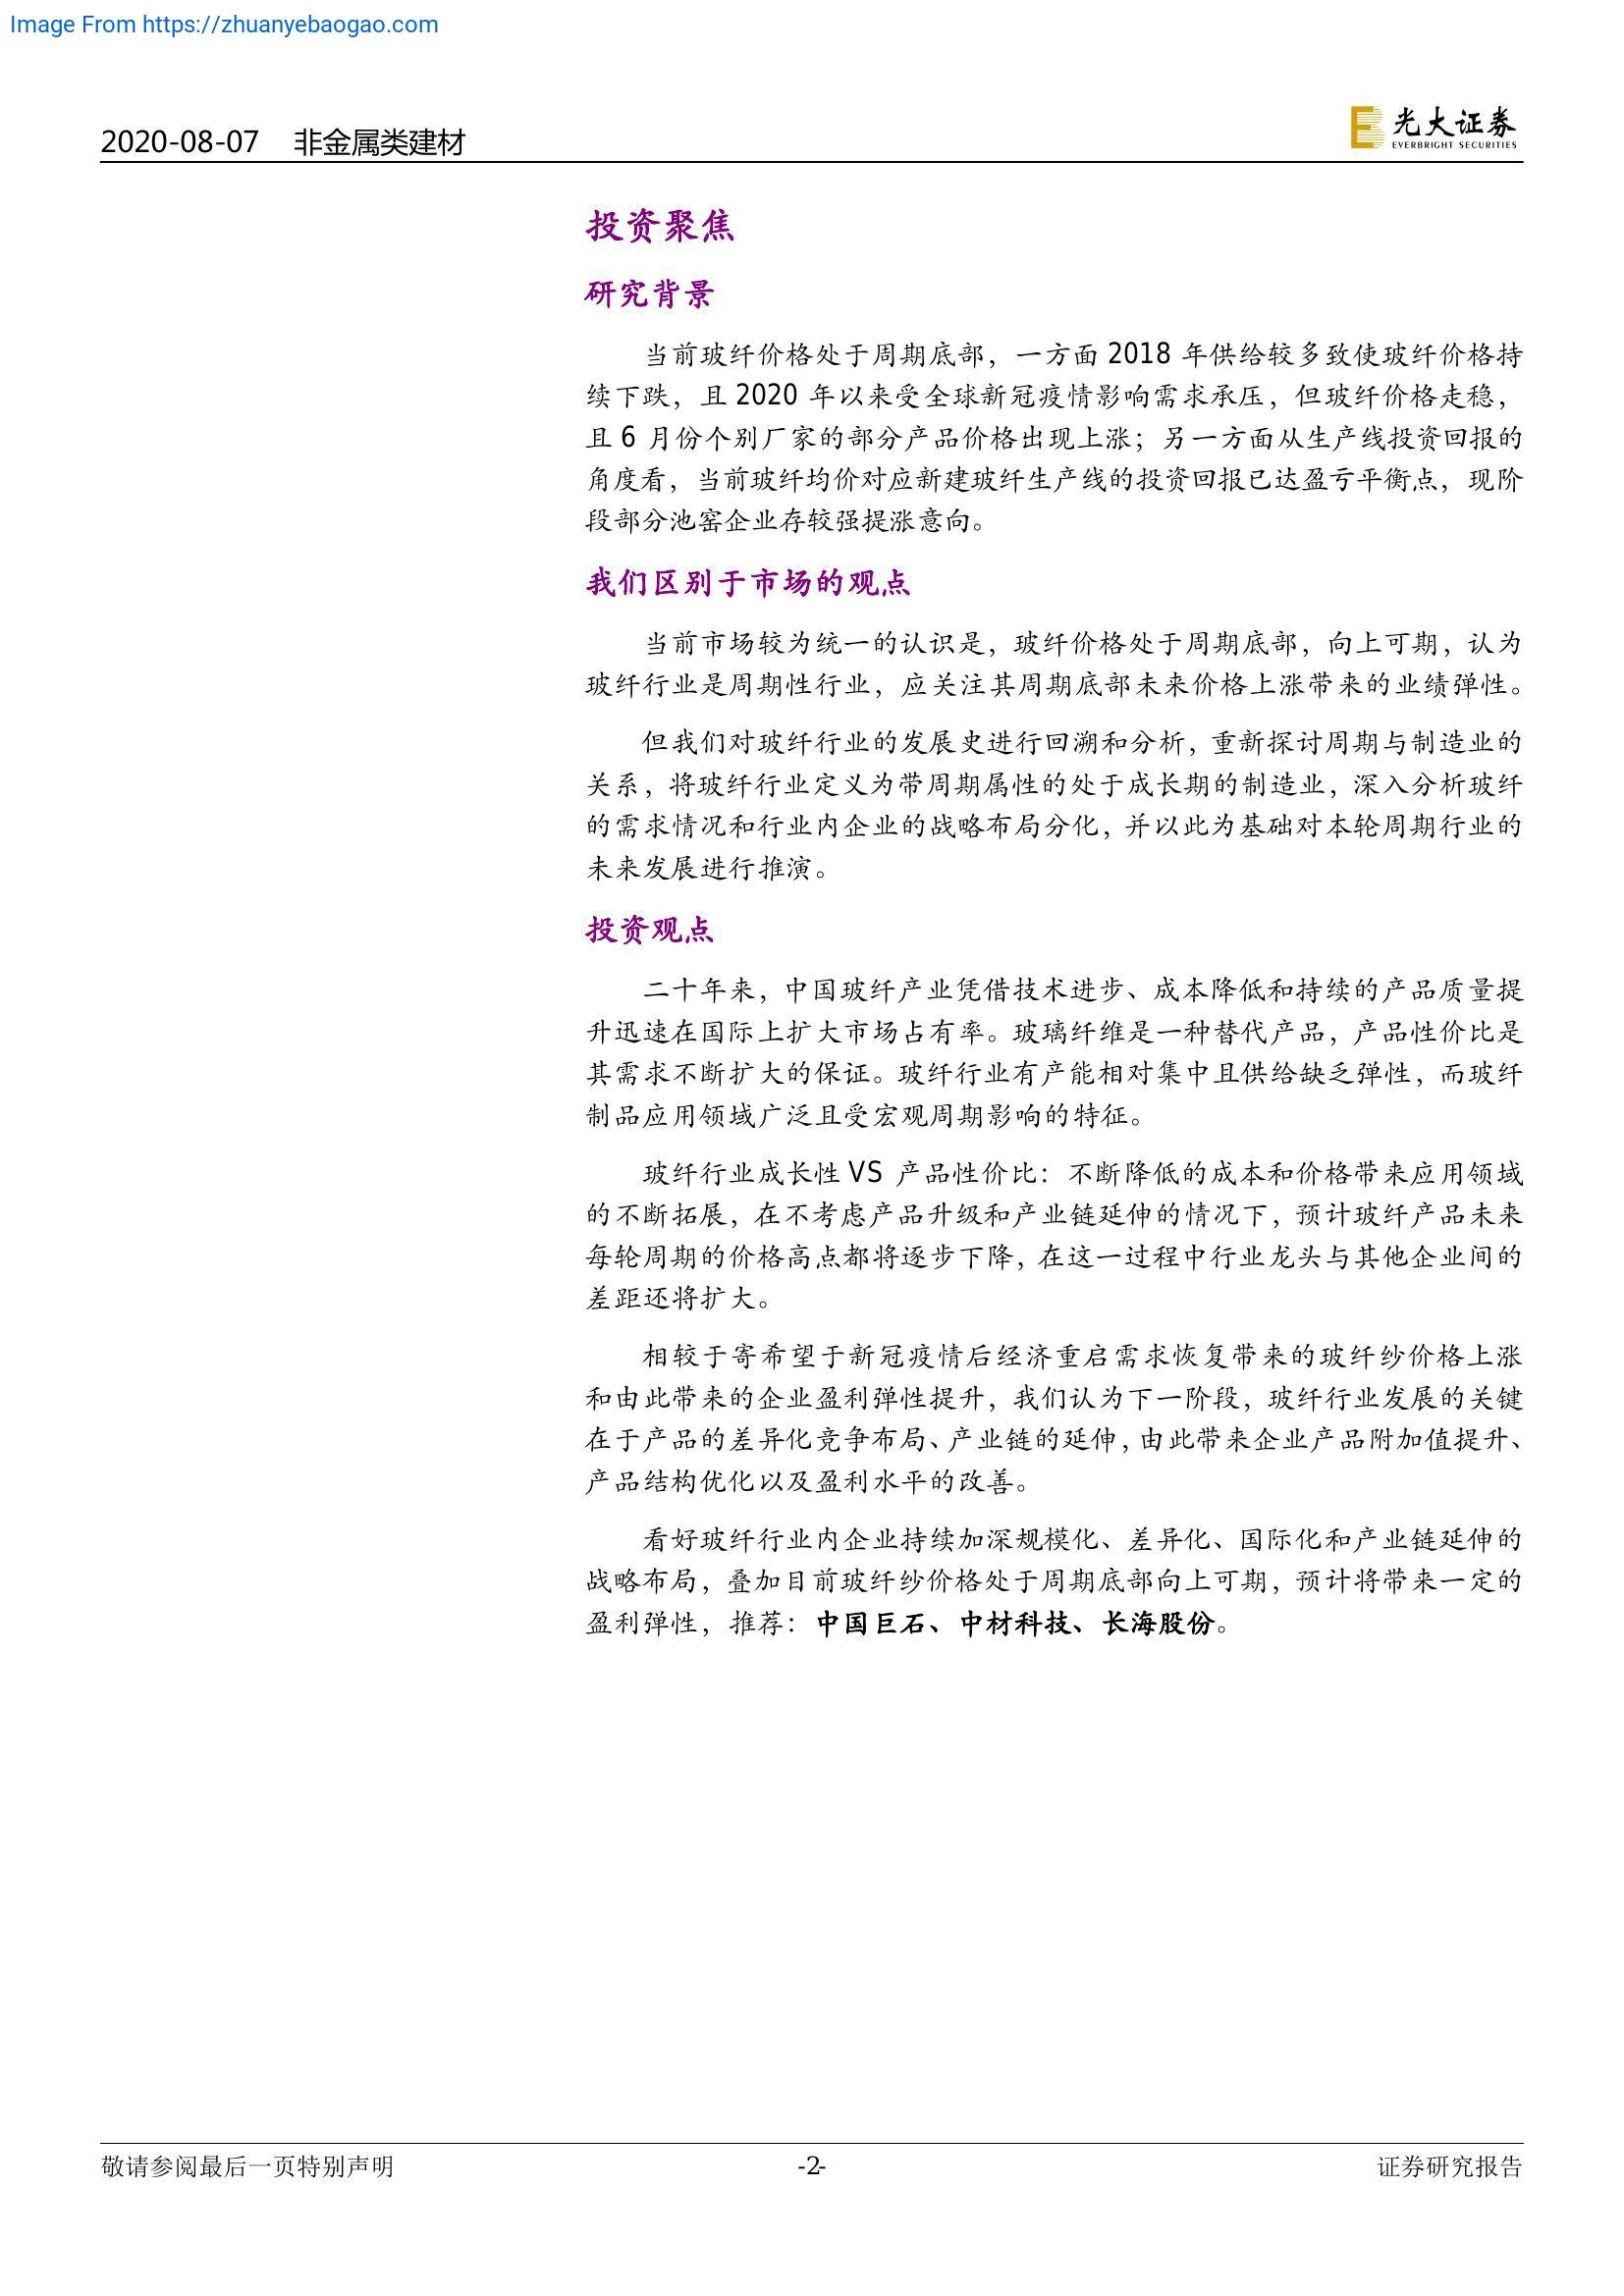 Image From https://zhuanyebaogao.com
2020-08-07 非金属类建材
光大证券
EVERBRIGHT SECURITIES
投资聚焦
研究背景
当前玻纤价格处于周期底部，一方面 2018 年供给较多致使玻纤价格持
续下跌，且 2020 年以来受全球新冠疫情影响需求承压，但玻纤价格走稳，
且 6 月份个别厂家的部分产品价格出现上涨；另一方面从生产线投资回报的
角度看，当前玻纤均价对应新建玻纤生产线的投资回报已达盈亏平衡点，现阶
段部分池窑企业存较强提涨意向。
我们区别于市场的观点
当前市场较为统一的认识是，玻纤价格处于周期底部，向上可期，认为
玻纤行业是周期性行业，应关注其周期底部未来价格上涨带来的业绩弹性。
但我们对玻纤行业的发展史进行回溯和分析，重新探讨周期与制造业的
关系，将玻纤行业定义为带周期属性的处于成长期的制造业，深入分析玻纤
的需求情况和行业内企业的战略布局分化，并以此为基础对本轮周期行业的
未来发展进行推演。
投资观点
二十年来，中国玻纤产业凭借技术进步、成本降低和持续的产品质量提
升迅速在国际上扩大市场占有率。玻璃纤维是一种替代产品，产品性价比是
其需求不断扩大的保证。玻纤行业有产能相对集中且供给缺乏弹性，而玻纤
制品应用领域广泛且受宏观周期影响的特征。
玻纤行业成长性 VS 产品性价比：不断降低的成本和价格带来应用领域
的不断拓展，在不考虑产品升级和产业链延伸的情况下，预计玻纤产品未来
每轮周期的价格高点都将逐步下降，在这一过程中行业龙头与其他企业间的
差距还将扩大。
相较于寄希望于新冠疫情后经济重启需求恢复带来的玻纤纱价格上涨
和由此带来的企业盈利弹性提升，我们认为下一阶段，玻纤行业发展的关键
在于产品的差异化竞争布局、产业链的延伸，由此带来企业产品附加值提升、
产品结构优化以及盈利水平的改善。
看好玻纤行业内企业持续加深规模化、差异化、国际化和产业链延伸的
战略布局，叠加目前玻纤纱价格处于周期底部向上可期，预计将带来一定的
盈利弹性，推荐：中国巨石、中材科技、长海股份。
敬请参阅最后一页特别声明 -2- 证券研究报告